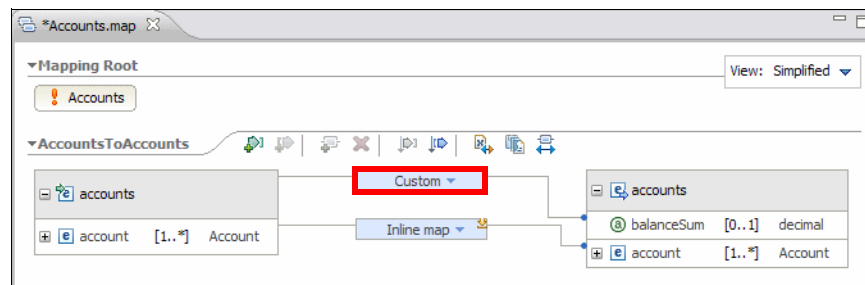 *Accounts.map
Mapping Root
View: Simplified
! Accounts
AccountsToAccounts
Custom
e accounts
e accounts
a balanceSum [0..1] decimal
Inline map
e account [1..*] Account
e account [1..*] Account